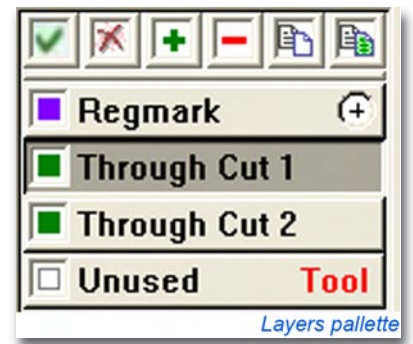 Regmark
Through Cut 1
Through Cut 2
Unused Tool
Layers pallette